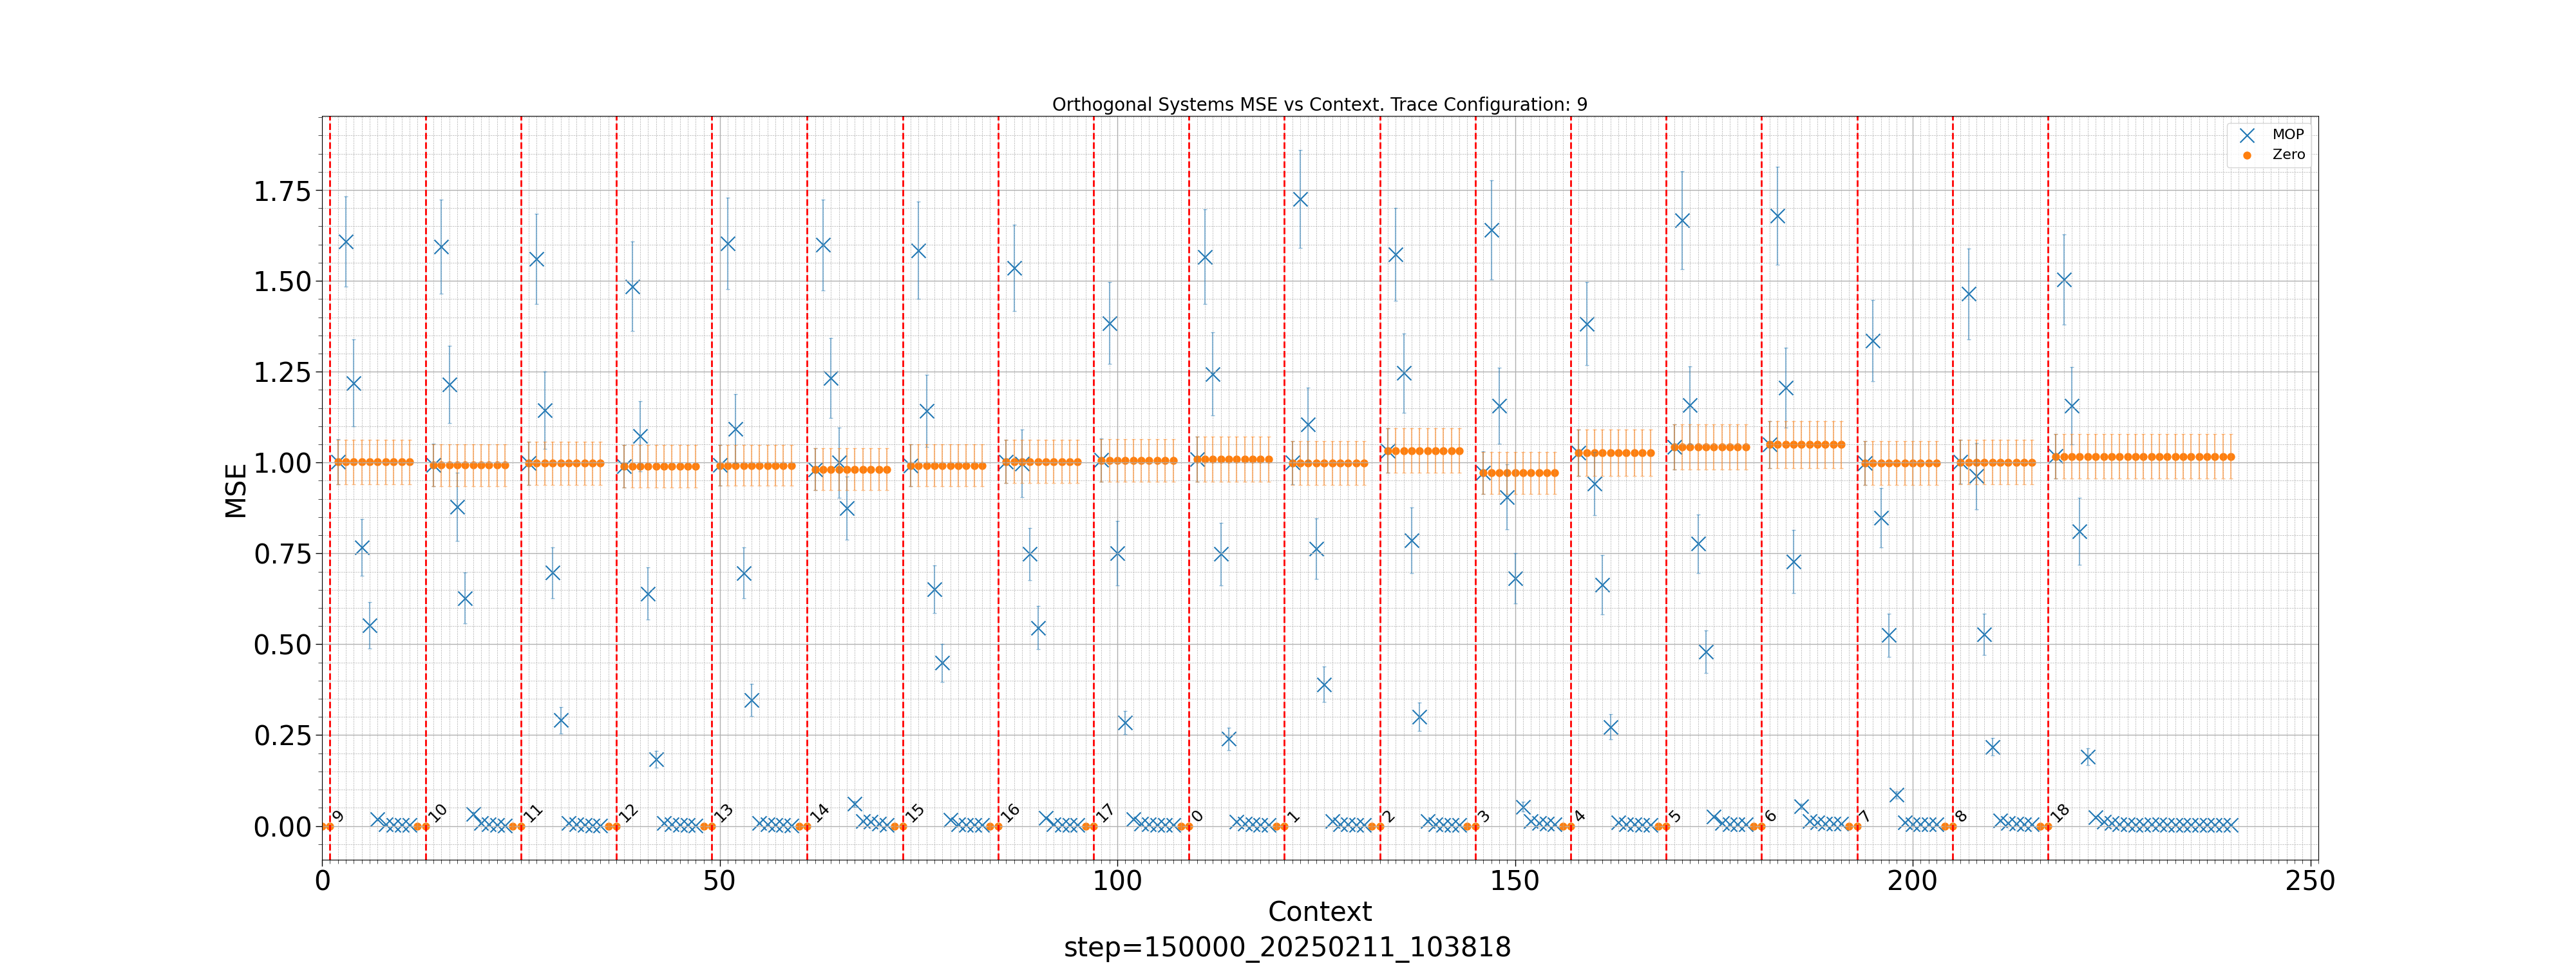 Orthogonal Systems MSE vs Context. Trace Configuration: 9
MOP
Zero
1.75
1.50
1.25
1.00
0.75
0.50
0.25
0.00
MSE
9 10 11 12 13 14 15 16 17 0 1 2 3 4 5 6 7 8 18
0 50 100 150 200 250
Context
step=150000_20250211_103818